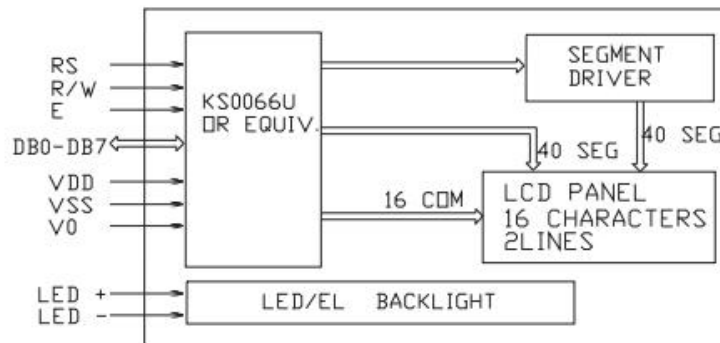 RS
R/W
E
DB0-DB7
VDD
VSS
V0
LED +
LED -
KS0066U
OR EQUIV.
SEGMENT
DRIVER
40 SEG
40 SEG
16 COM
LCD PANEL
16 CHARACTERS
2LINES
LED/EL BACKLIGHT